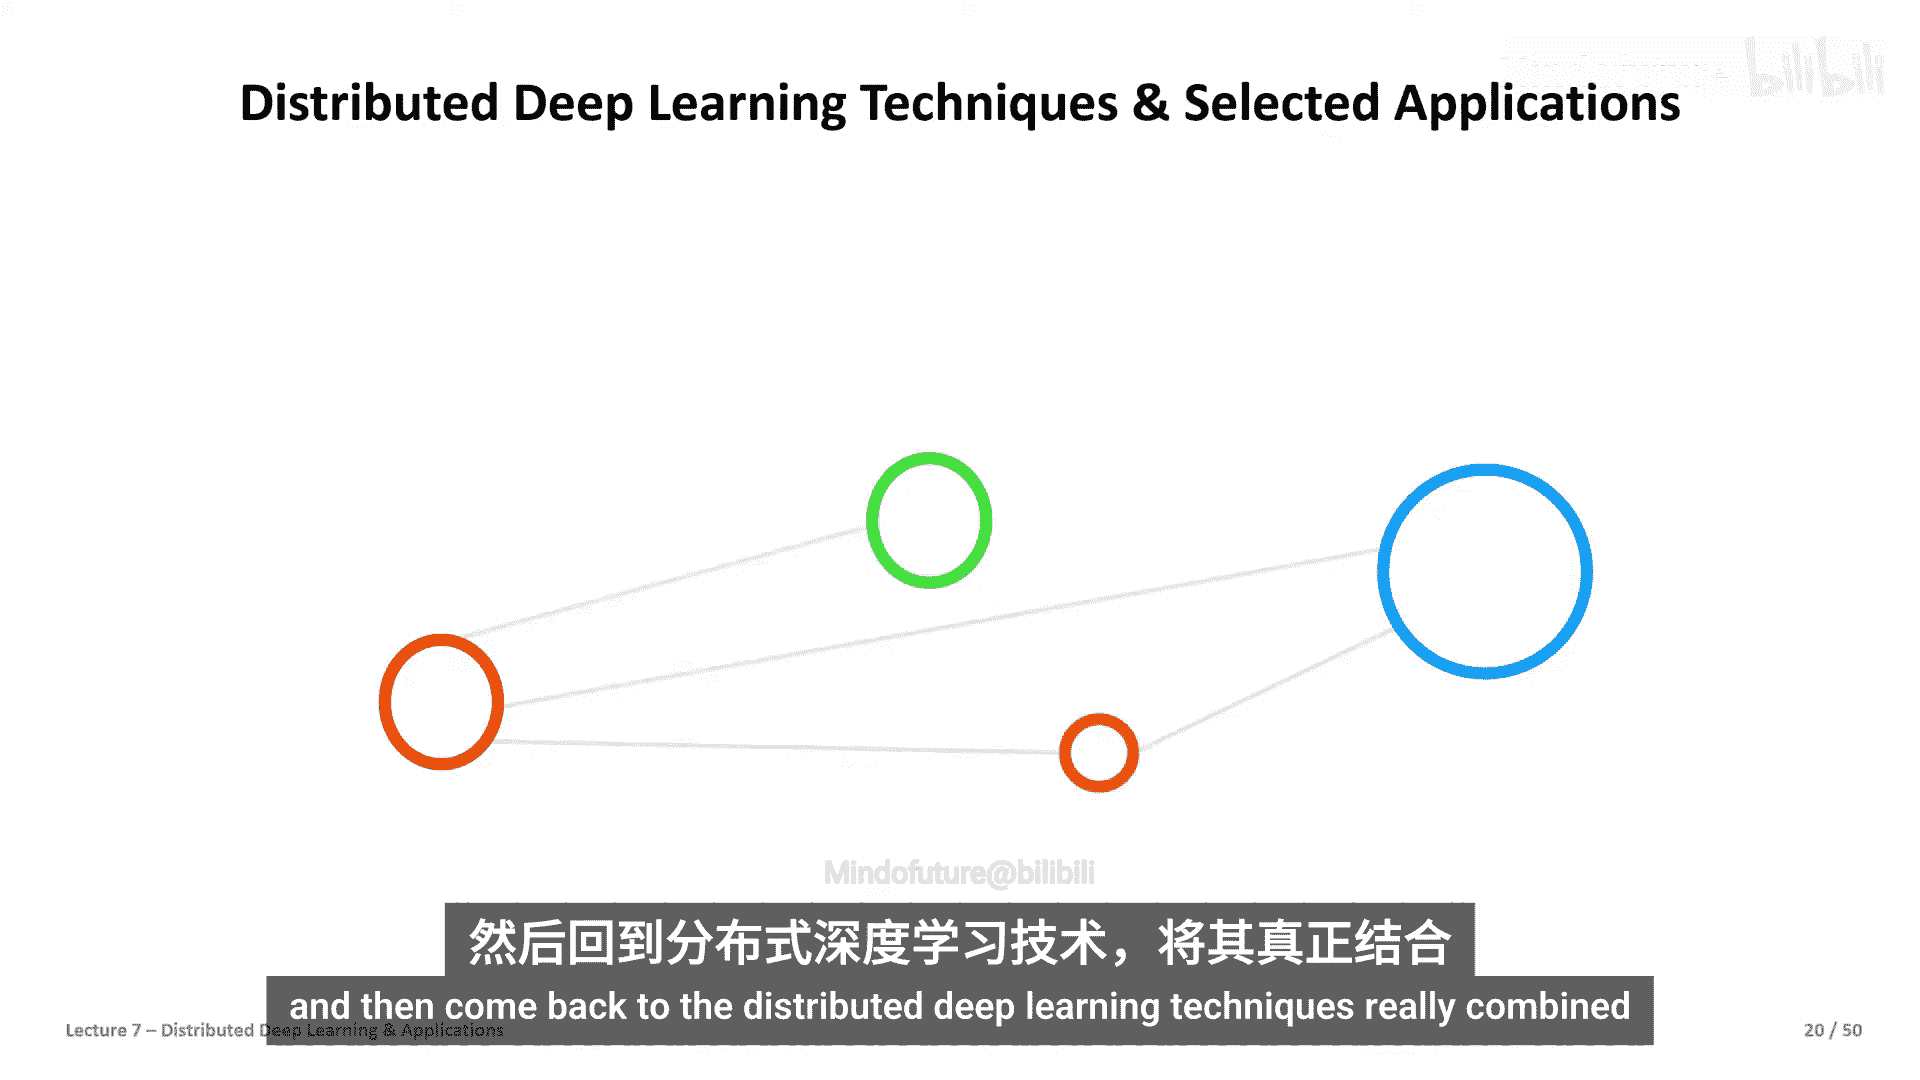 bilibili
Distributed Deep Learning Techniques & Selected Applications
Mindofuture@bilibili
然后回到分布式深度学习技术，将其真正结合
and then come back to the distributed deep learning techniques really combined
Lecture 7 – Distributed Deep Learning & Applications
20 / 50